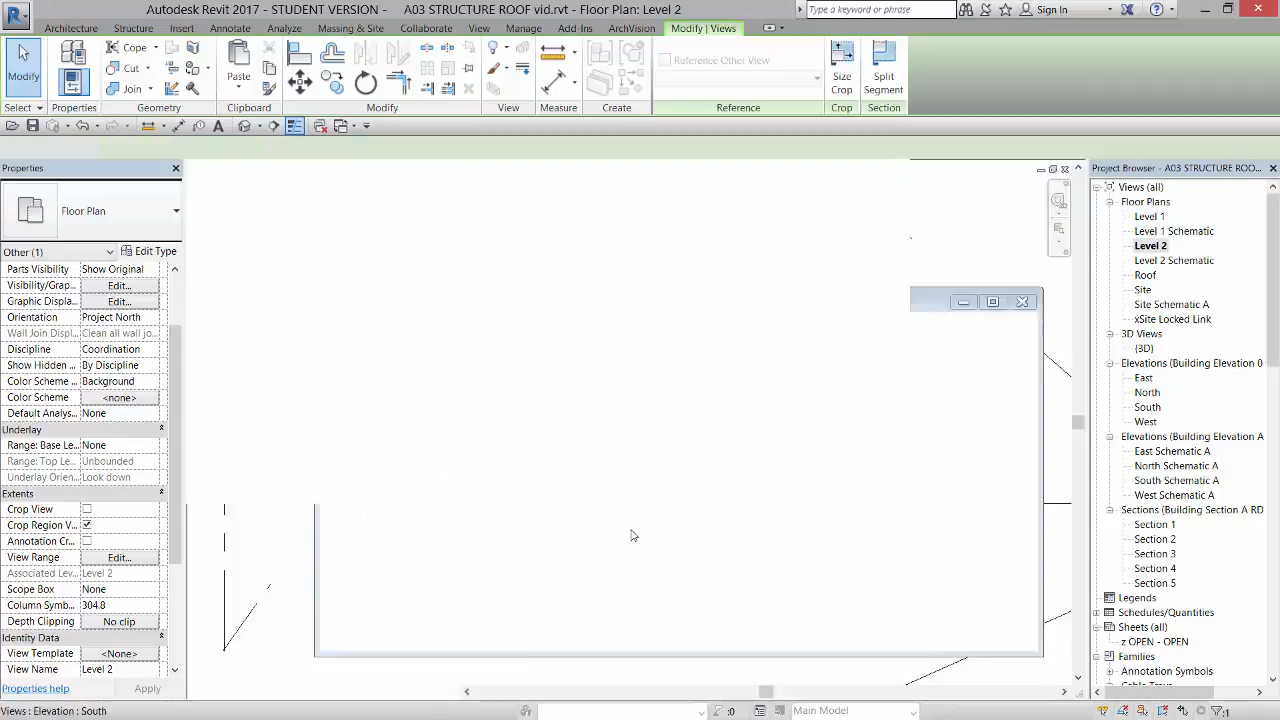 Autodesk Revit 2017 - STUDENT VERSION - A03 STRUCTURE ROOF vid.rvt - Floor Plan: Level 2
Type a keyword or phrase
Sign In
Architecture Structure Insert Annotate Analyze Massing & Site Collaborate View Manage Add-Ins ArchVision Modify | Views
Modify
Cope
Cut
Join
Paste
Reference Other View
Size Crop
Split Segment
Select Properties Geometry Clipboard Modify View Measure Create Reference Crop Section
Properties
Floor Plan
Other (1)
Edit Type
Parts Visibility Show Original
Visibility/Grap... Edit...
Graphic Displa... Edit...
Orientation Project North
Wall Join Displ... Clean all wall jo...
Discipline Coordination
Show Hidden ... By Discipline
Color Scheme ... Background
Color Scheme <none>
Default Analys... None
Underlay
Range: Base Le... None
Range: Top Le... Unbounded
Underlay Orien... Look down
Extents
Crop View
Crop Region V...
Annotation Cr...
View Range Edit...
Associated Lev... Level 2
Scope Box None
Column Symb... 304.8
Depth Clipping No clip
Identity Data
View Template <None>
View Name Level 2
Properties help
Apply
Project Browser - A03 STRUCTURE ROO...
Views (all)
Floor Plans
Level 1
Level 1 Schematic
Level 2
Level 2 Schematic
Roof
Site
Site Schematic A
xSite Locked Link
3D Views
{3D}
Elevations (Building Elevation 0
East
North
South
West
Elevations (Building Elevation A
East Schematic A
North Schematic A
South Schematic A
West Schematic A
Sections (Building Section A RD
Section 1
Section 2
Section 3
Section 4
Section 5
Legends
Schedules/Quantities
Sheets (all)
z OPEN - OPEN
Families
Annotation Symbols
Views : Elevation : South
:0
Main Model
:1